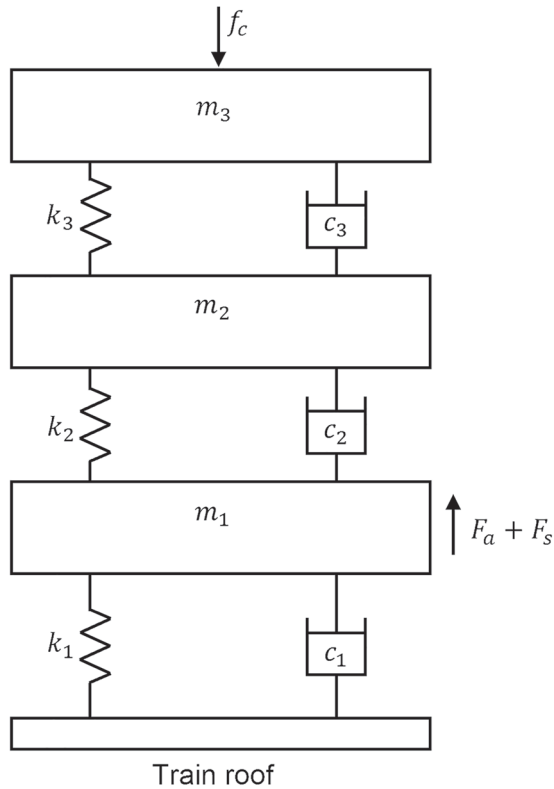 f_c
m_3
k_3
c_3
m_2
k_2
c_2
m_1
F_a + F_s
k_1
c_1
Train roof